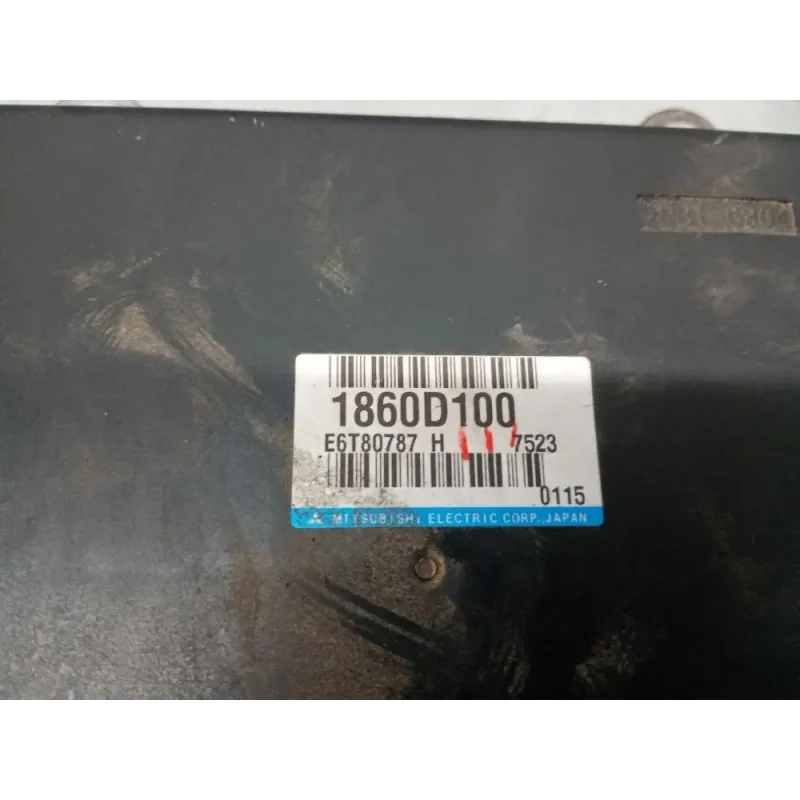 1860D100
E6T80787 H 7523
0115
MITSUBISHI ELECTRIC CORP., JAPAN